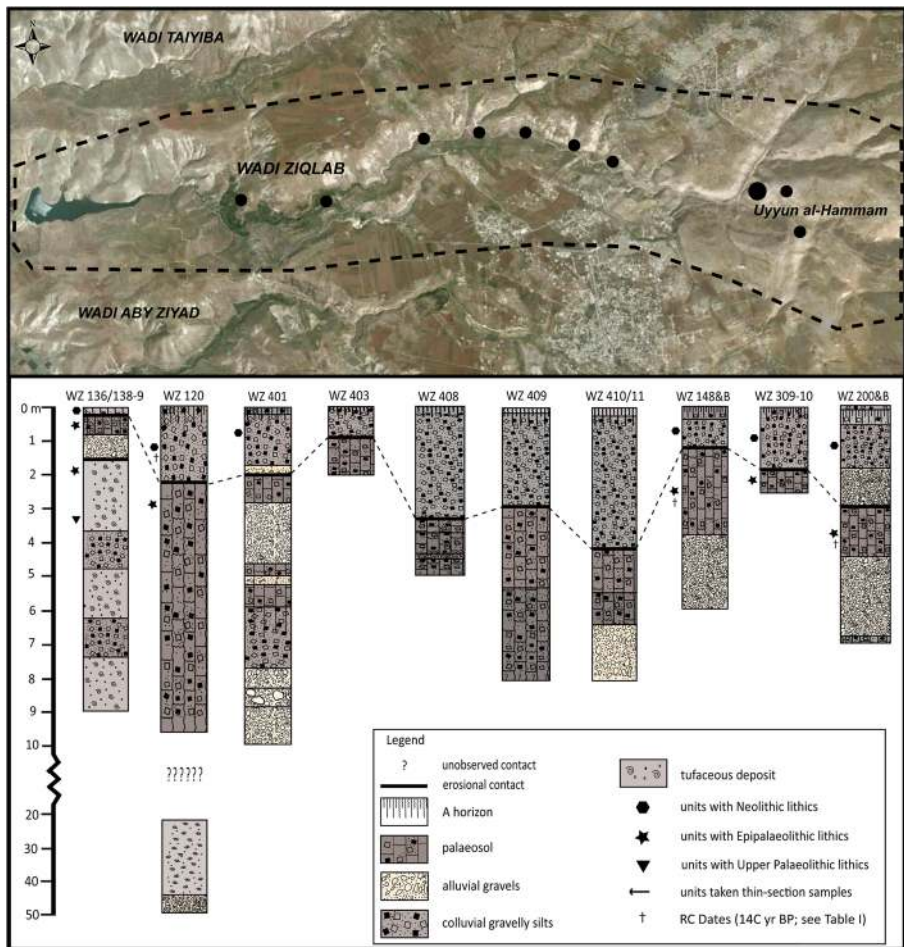 N
WADI TAIYIBA
WADI ZIQLAB
Uyyun al-Hammam
WADI ABY ZIYAD
WZ 136/138-9 WZ 120 WZ 401 WZ 403 WZ 408 WZ 409 WZ 410/11 WZ 148&B WZ 309-10 WZ 200&B
0 m
1
2
3
4
5
6
7
8
9
10
20
30
40
50
† † †
??????
Legend
? unobserved contact
erosional contact
A horizon
palaeosol
alluvial gravels
colluvial gravelly silts
tufaceous deposit
units with Neolithic lithics
units with Epipalaeolithic lithics
units with Upper Palaeolithic lithics
units taken thin-section samples
† RC Dates (14C yr BP; see Table I)